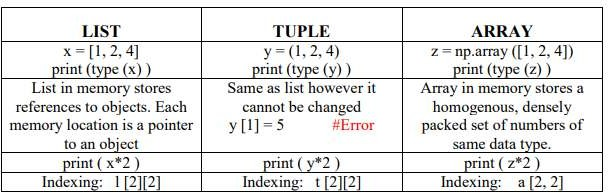 LIST
x = [1, 2, 4]
print (type (x) )
List in memory stores
references to objects. Each
memory location is a pointer
to an object
print ( x*2 )
Indexing: l [2][2]
TUPLE
y = (1, 2, 4)
print (type (y) )
Same as list however it
cannot be changed
y [1] = 5 #Error
print ( y*2 )
Indexing: t [2][2]
ARRAY
z = np.array ([1, 2, 4])
print (type (z) )
Array in memory stores a
homogenous, densely
packed set of numbers of
same data type.
print ( z*2 )
Indexing: a [2, 2]